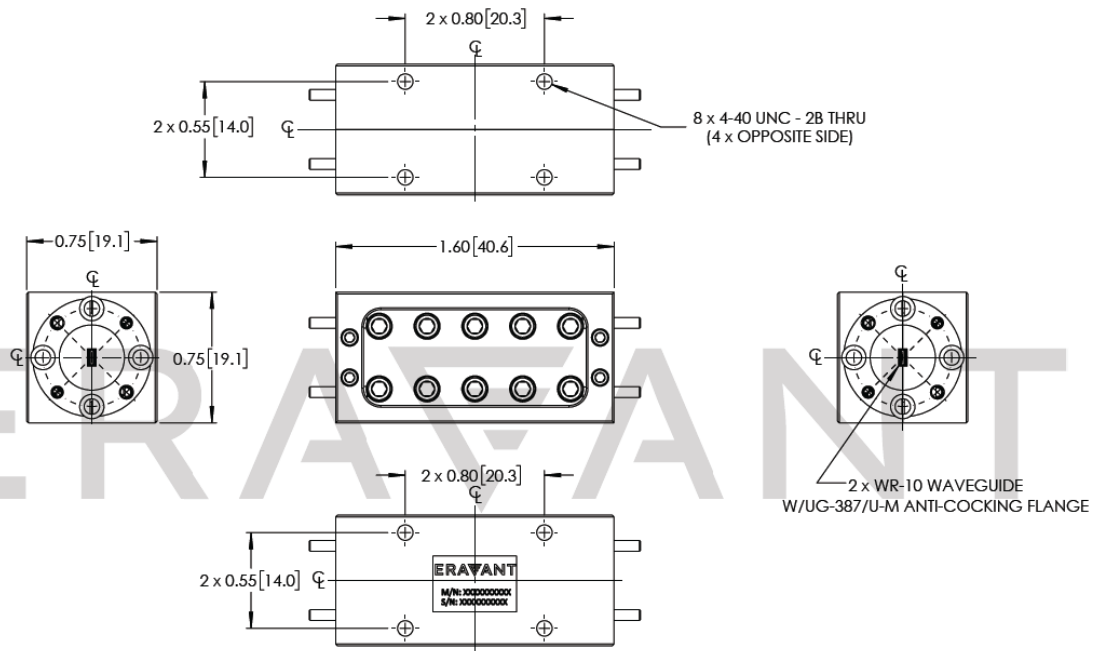 2 x 0.80[20.3]
℄
2 x 0.55[14.0] ℄
8 x 4-40 UNC - 2B THRU
(4 x OPPOSITE SIDE)
0.75[19.1]
℄
℄
0.75[19.1]
1.60[40.6]
℄
℄
ERAVANT
2 x WR-10 WAVEGUIDE
W/UG-387/U-M ANTI-COCKING FLANGE
2 x 0.80[20.3]
℄
2 x 0.55[14.0] ℄
ERAVANT
M/N: XXXXXXXXXX
S/N: XXXXXXXXXX